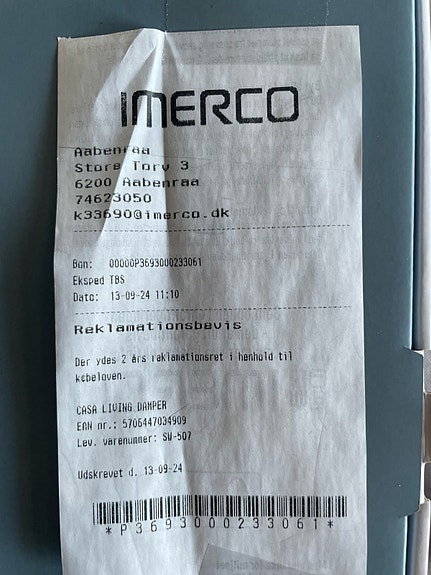 IMERCO
Aabenraa
Store Torv 3
6200 Aabenraa
74623050
k33690@imerco.dk
Bon: 00000P3693000233061
Eksped TBS
Dato: 13-09-24 11:10
Reklamationsbevis
Der ydes 2 års reklamationsret i henhold til
købeloven.
CASA LIVING DAMPER
EAN nr.: 5706447034909
Lev. varenummer: SW-507
Udskrevet d. 13-09-24
*P3693000233061*